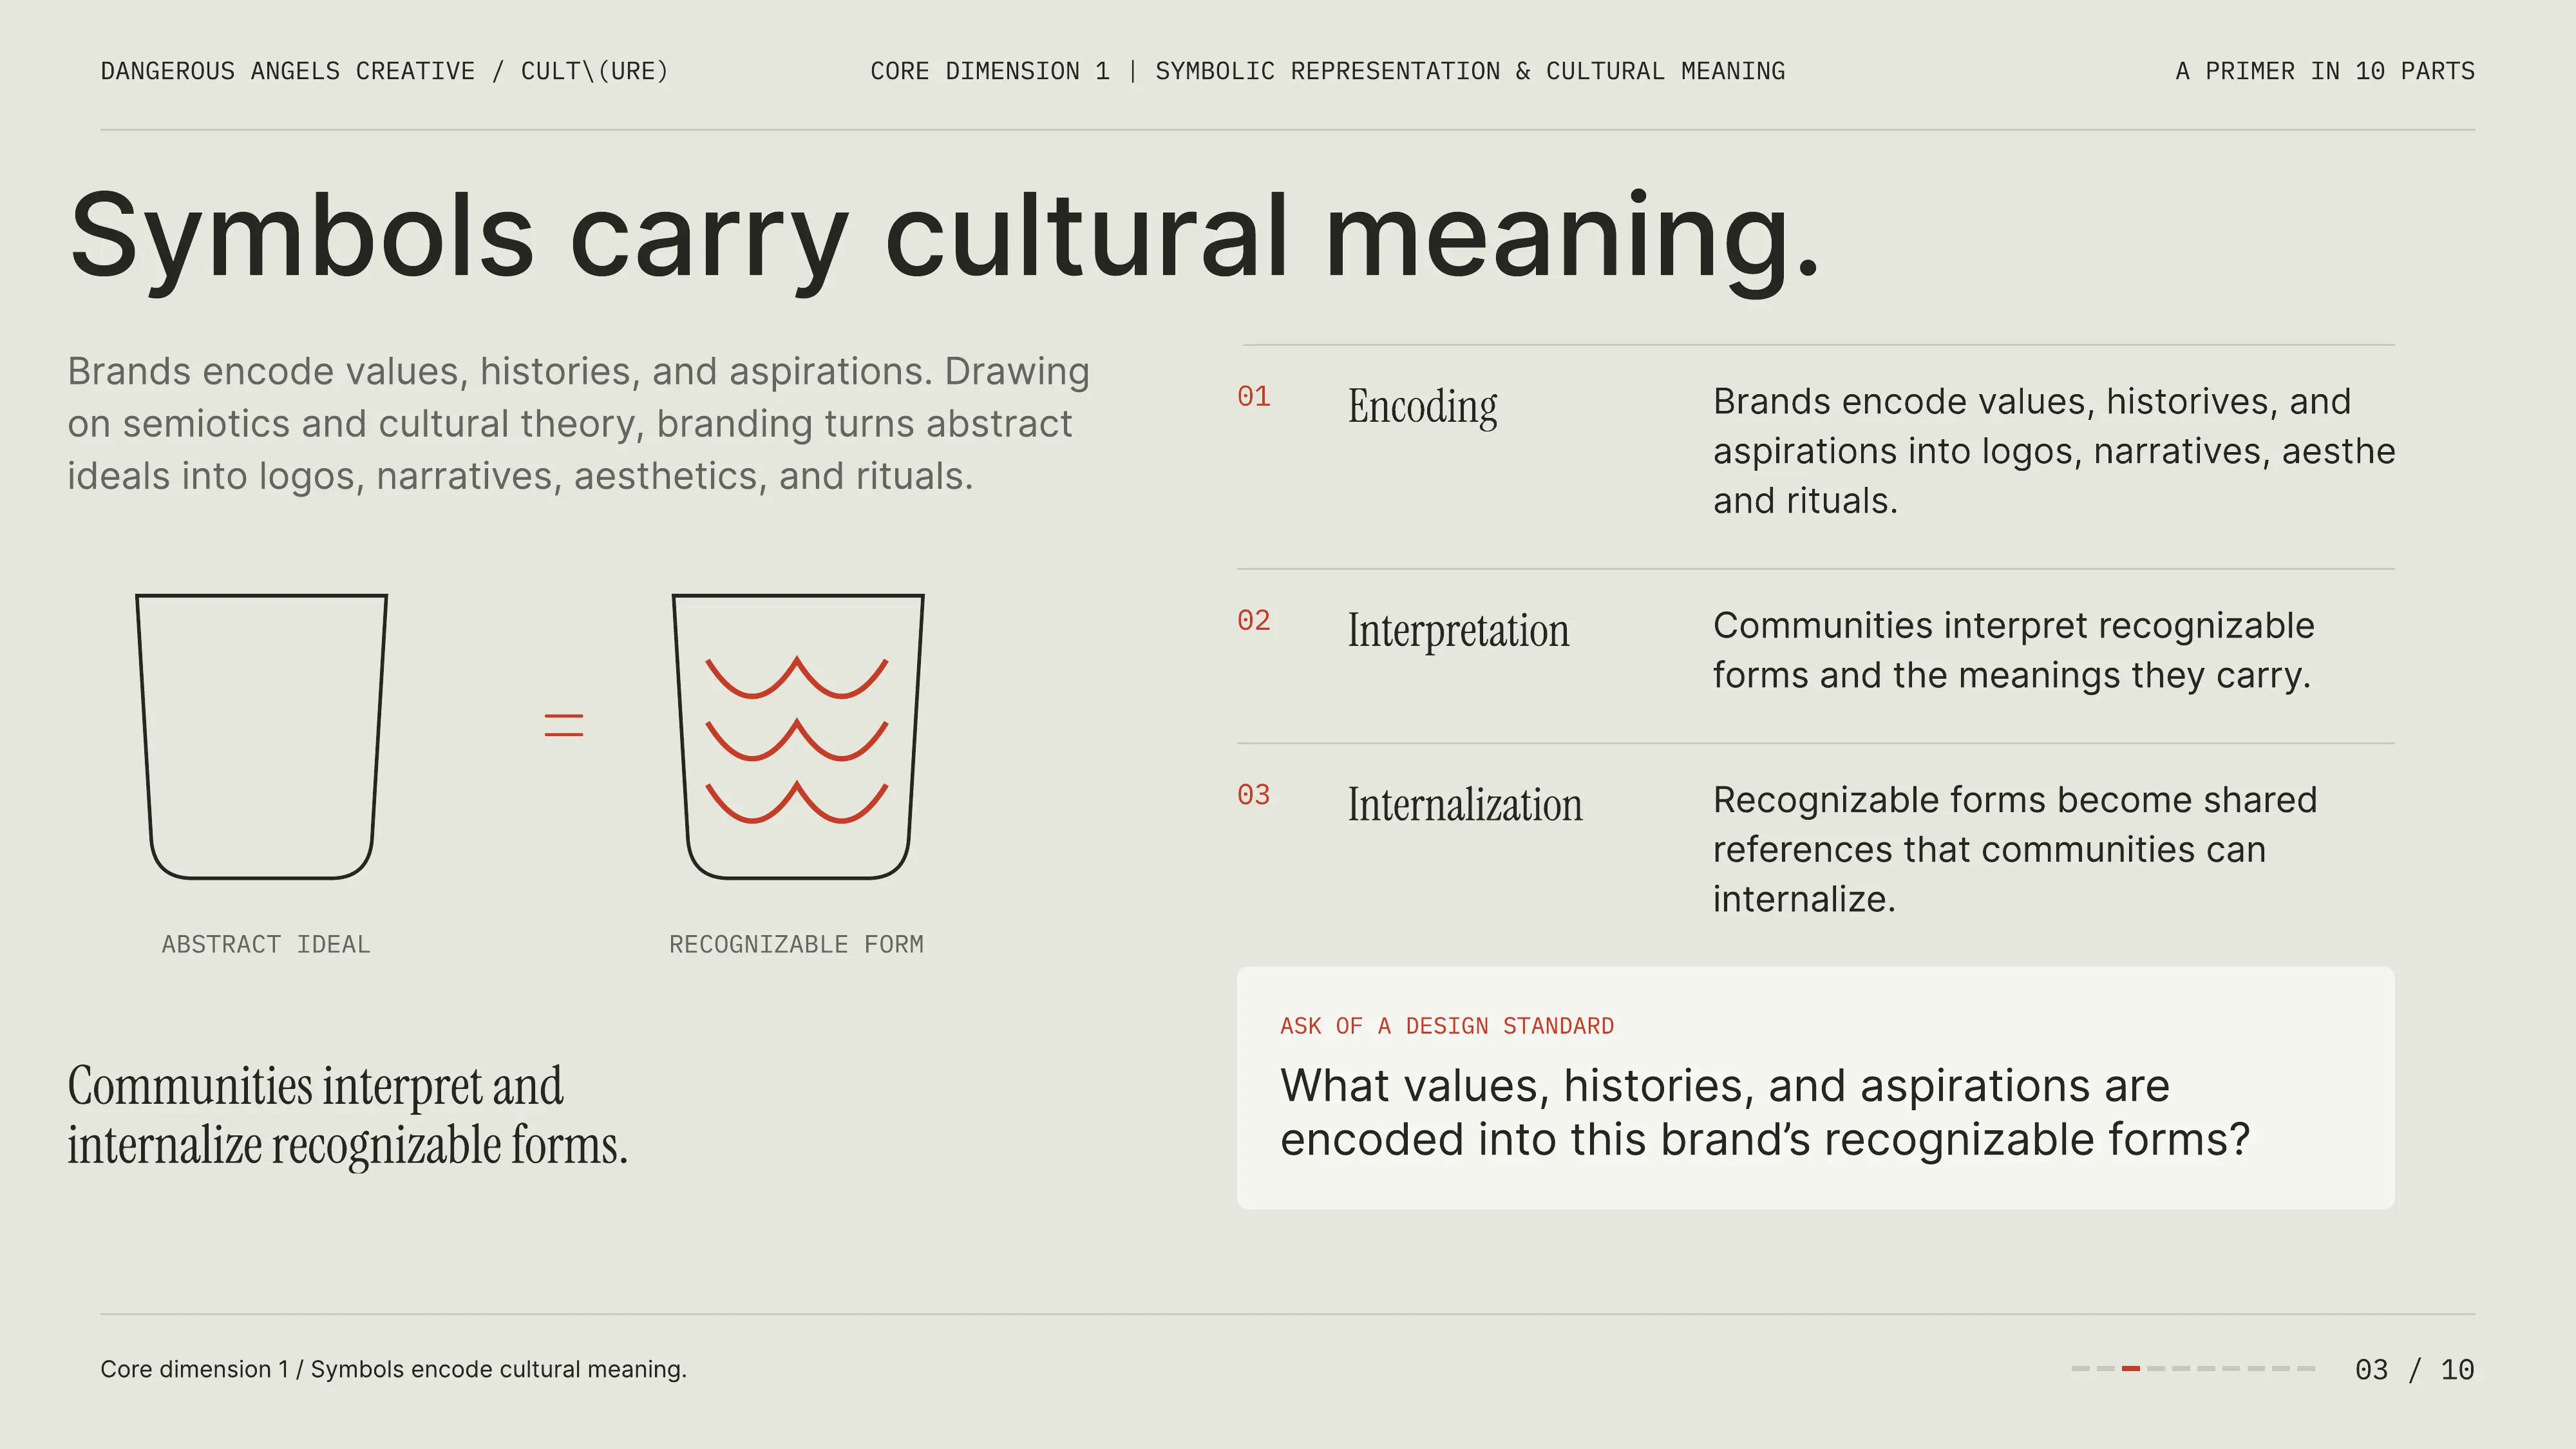 DANGEROUS ANGELS CREATIVE / CULT\(URE)
CORE DIMENSION 1 | SYMBOLIC REPRESENTATION & CULTURAL MEANING
A PRIMER IN 10 PARTS
Symbols carry cultural meaning.
Brands encode values, histories, and aspirations. Drawing
on semiotics and cultural theory, branding turns abstract
ideals into logos, narratives, aesthetics, and rituals.
=
ABSTRACT IDEAL
RECOGNIZABLE FORM
Communities interpret and
internalize recognizable forms.
01
Encoding
Brands encode values, historives, and
aspirations into logos, narratives, aesthe
and rituals.
02
Interpretation
Communities interpret recognizable
forms and the meanings they carry.
03
Internalization
Recognizable forms become shared
references that communities can
internalize.
ASK OF A DESIGN STANDARD
What values, histories, and aspirations are
encoded into this brand’s recognizable forms?
Core dimension 1 / Symbols encode cultural meaning.
03 / 10